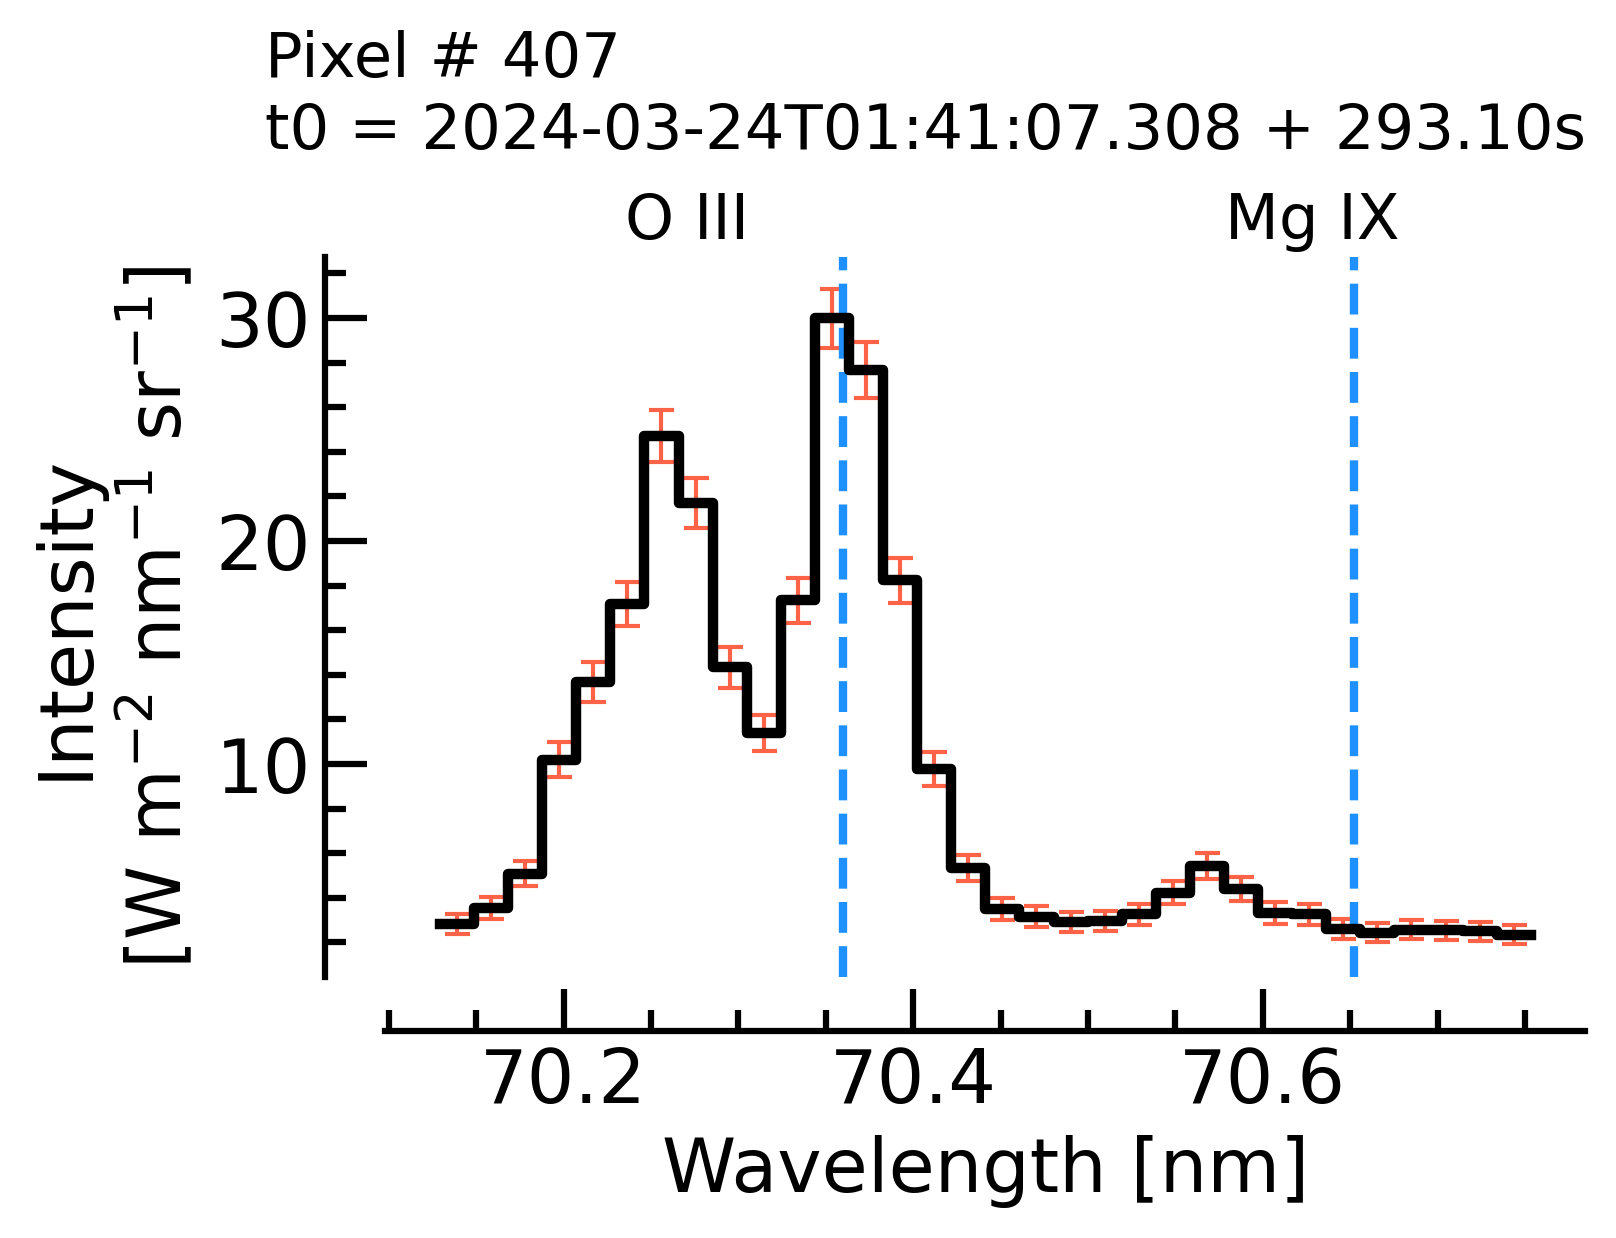 Pixel # 407
t0 = 2024-03-24T01:41:07.308 + 293.10s
O III
Mg IX
Intensity
[W m⁻² nm⁻¹ sr⁻¹]
30
20
10
70.2
70.4
70.6
Wavelength [nm]